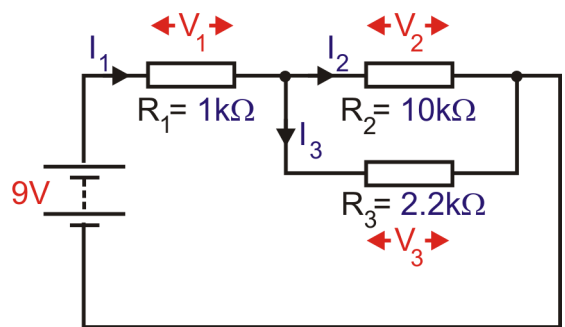 V1
V2
I1
I2
R1= 1kΩ
R2= 10kΩ
I3
9V
R3= 2.2kΩ
V3